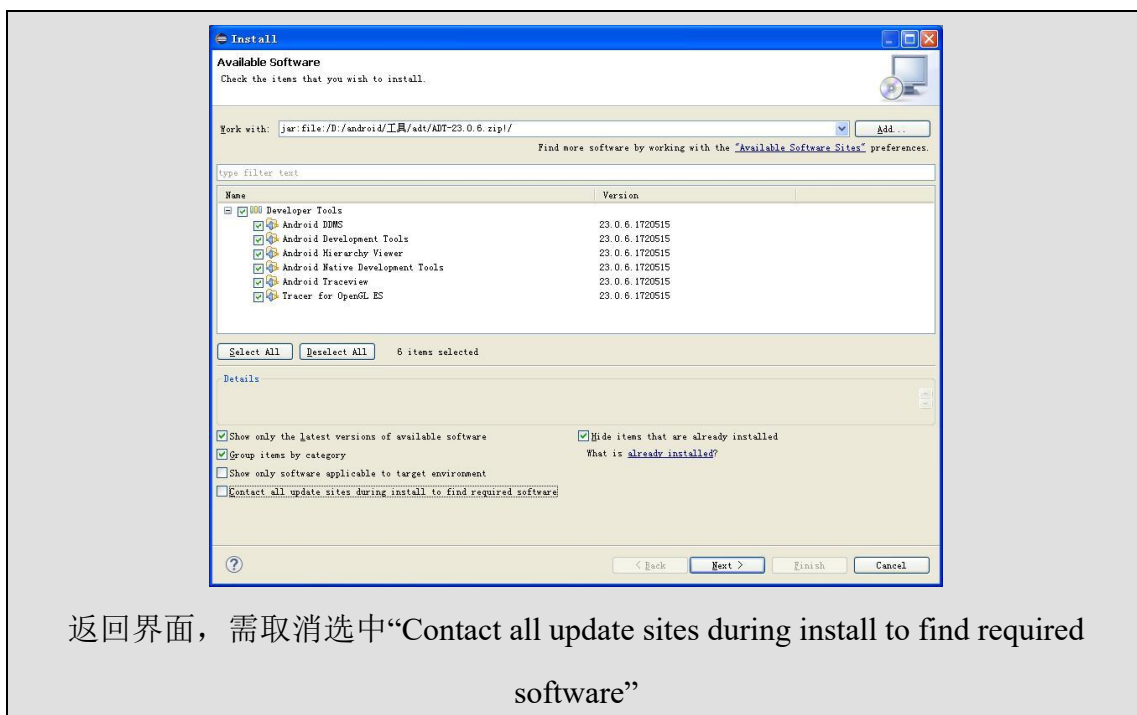 Install
Available Software
Check the items that you wish to install.
Work with: jar:file:/D:/android/工具/adt/ADT-23.0.6.zip!/ Add...
Find more software by working with the "Available Software Sites" preferences.
type filter text
Name Version
Developer Tools
Android DDMS 23.0.6.1720515
Android Development Tools 23.0.6.1720515
Android Hierarchy Viewer 23.0.6.1720515
Android Native Development Tools 23.0.6.1720515
Android Traceview 23.0.6.1720515
Tracer for OpenGL ES 23.0.6.1720515
Select All Deselect All 6 items selected
Details
Show only the latest versions of available software Hide items that are already installed
Group items by category What is already installed?
Show only software applicable to target environment
Contact all update sites during install to find required software
? < Back Next > Finish Cancel
返回界面，需取消选中“Contact all update sites during install to find required
software”